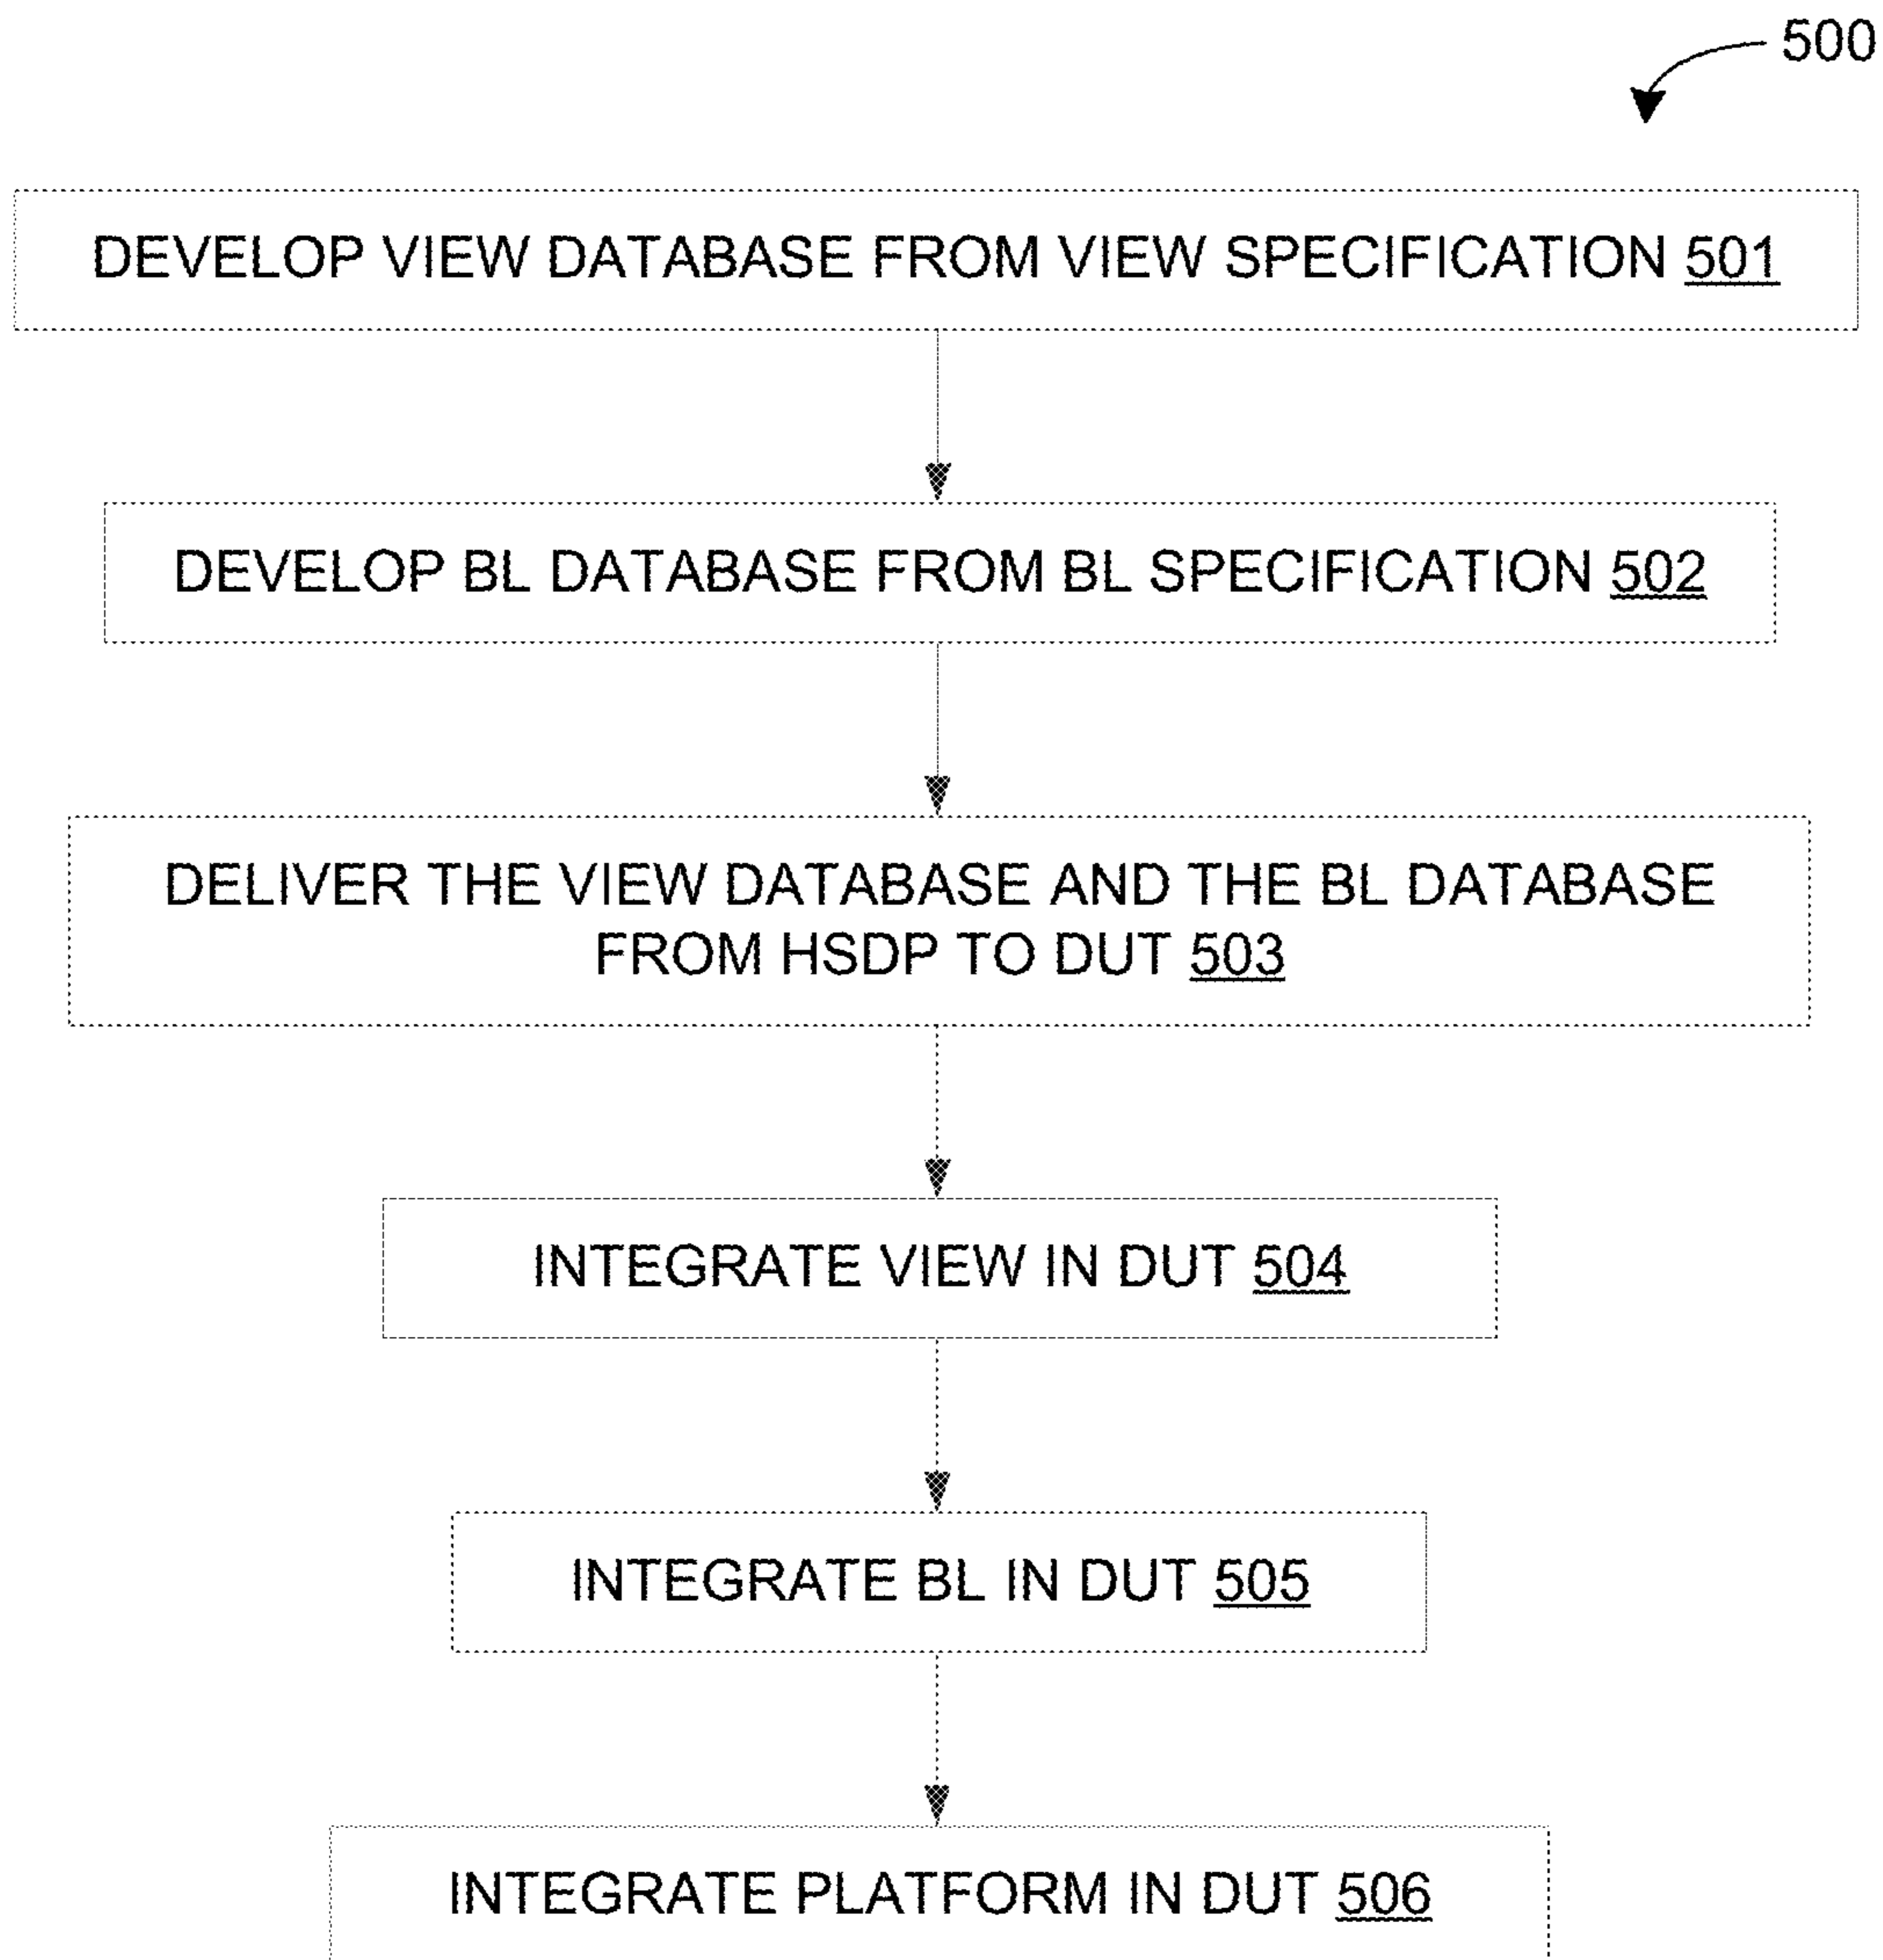 500
DEVELOP VIEW DATABASE FROM VIEW SPECIFICATION 501
DEVELOP BL DATABASE FROM BL SPECIFICATION 502
DELIVER THE VIEW DATABASE AND THE BL DATABASE
FROM HSDP TO DUT 503
INTEGRATE VIEW IN DUT 504
INTEGRATE BL IN DUT 505
INTEGRATE PLATFORM IN DUT 506